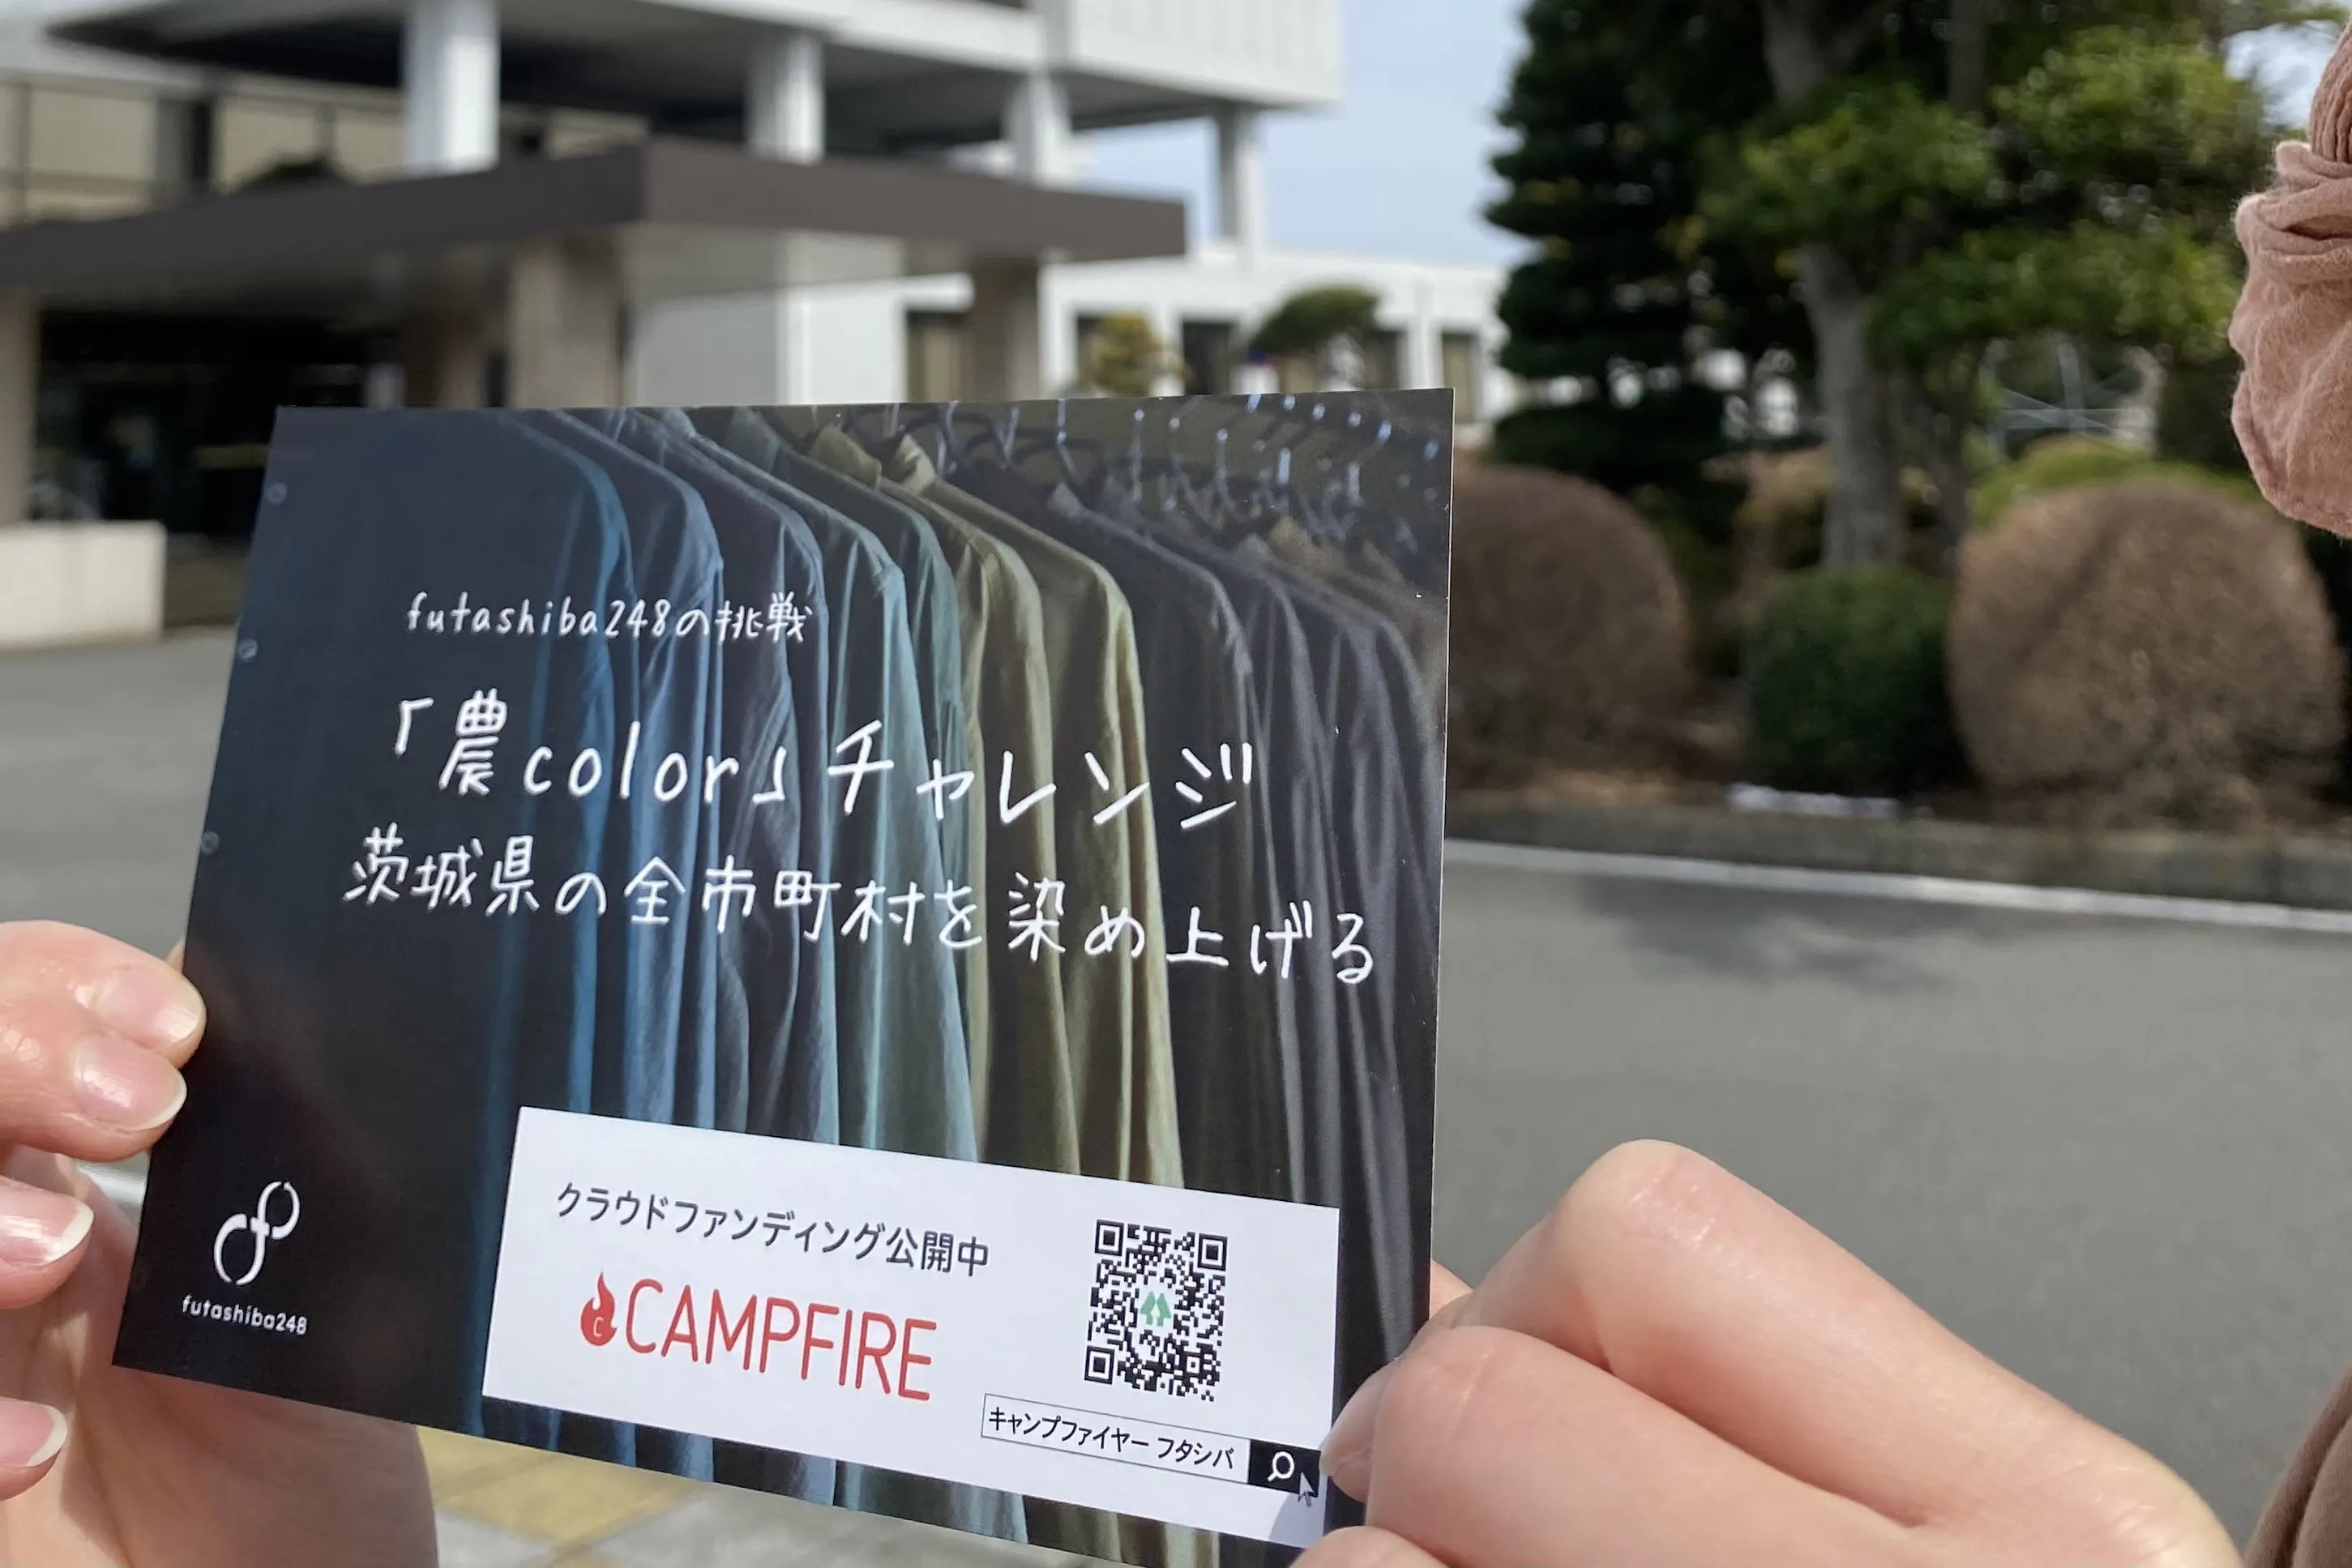 futashiba248の挑戦
「農color」チャレンジ
茨城県の全市町村を染め上げる
クラウドファンディング公開中
CAMPFIRE
キャンプファイヤー フタシバ
futashiba248